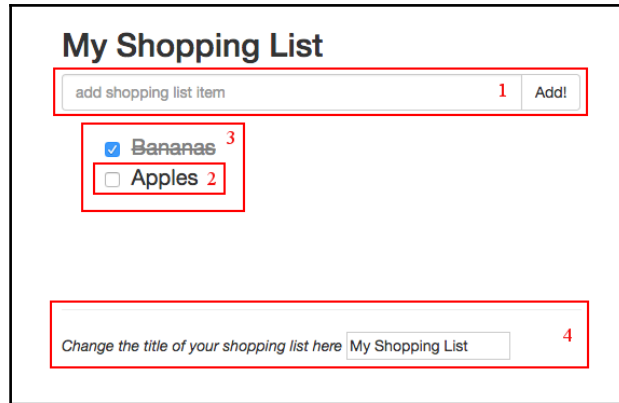 My Shopping List
add shopping list item 1 Add!
Bananas 3
Apples 2
4
Change the title of your shopping list here My Shopping List